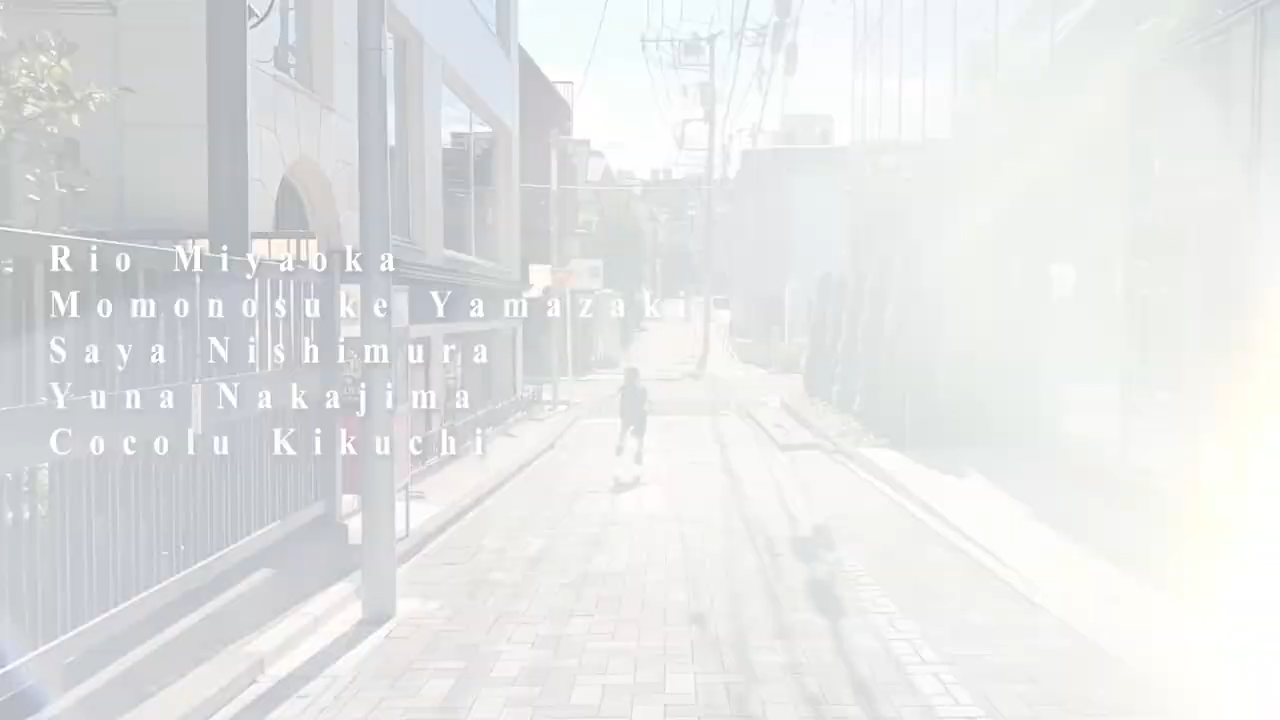 Rio Miyaoka
Momonosuke Yamazaki
Saya Nishimura
Yuna Nakajima
Cocolu Kikuchi